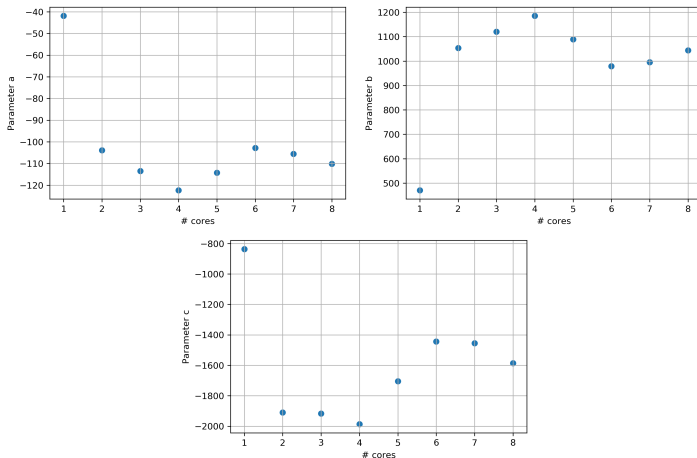 −40
−50
−60
−70
−80
−90
−100
−110
−120
Parameter a
1 2 3 4 5 6 7 8
# cores
1200
1100
1000
900
800
700
600
500
Parameter b
1 2 3 4 5 6 7 8
# cores
−800
−1000
−1200
−1400
−1600
−1800
−2000
Parameter c
1 2 3 4 5 6 7 8
# cores